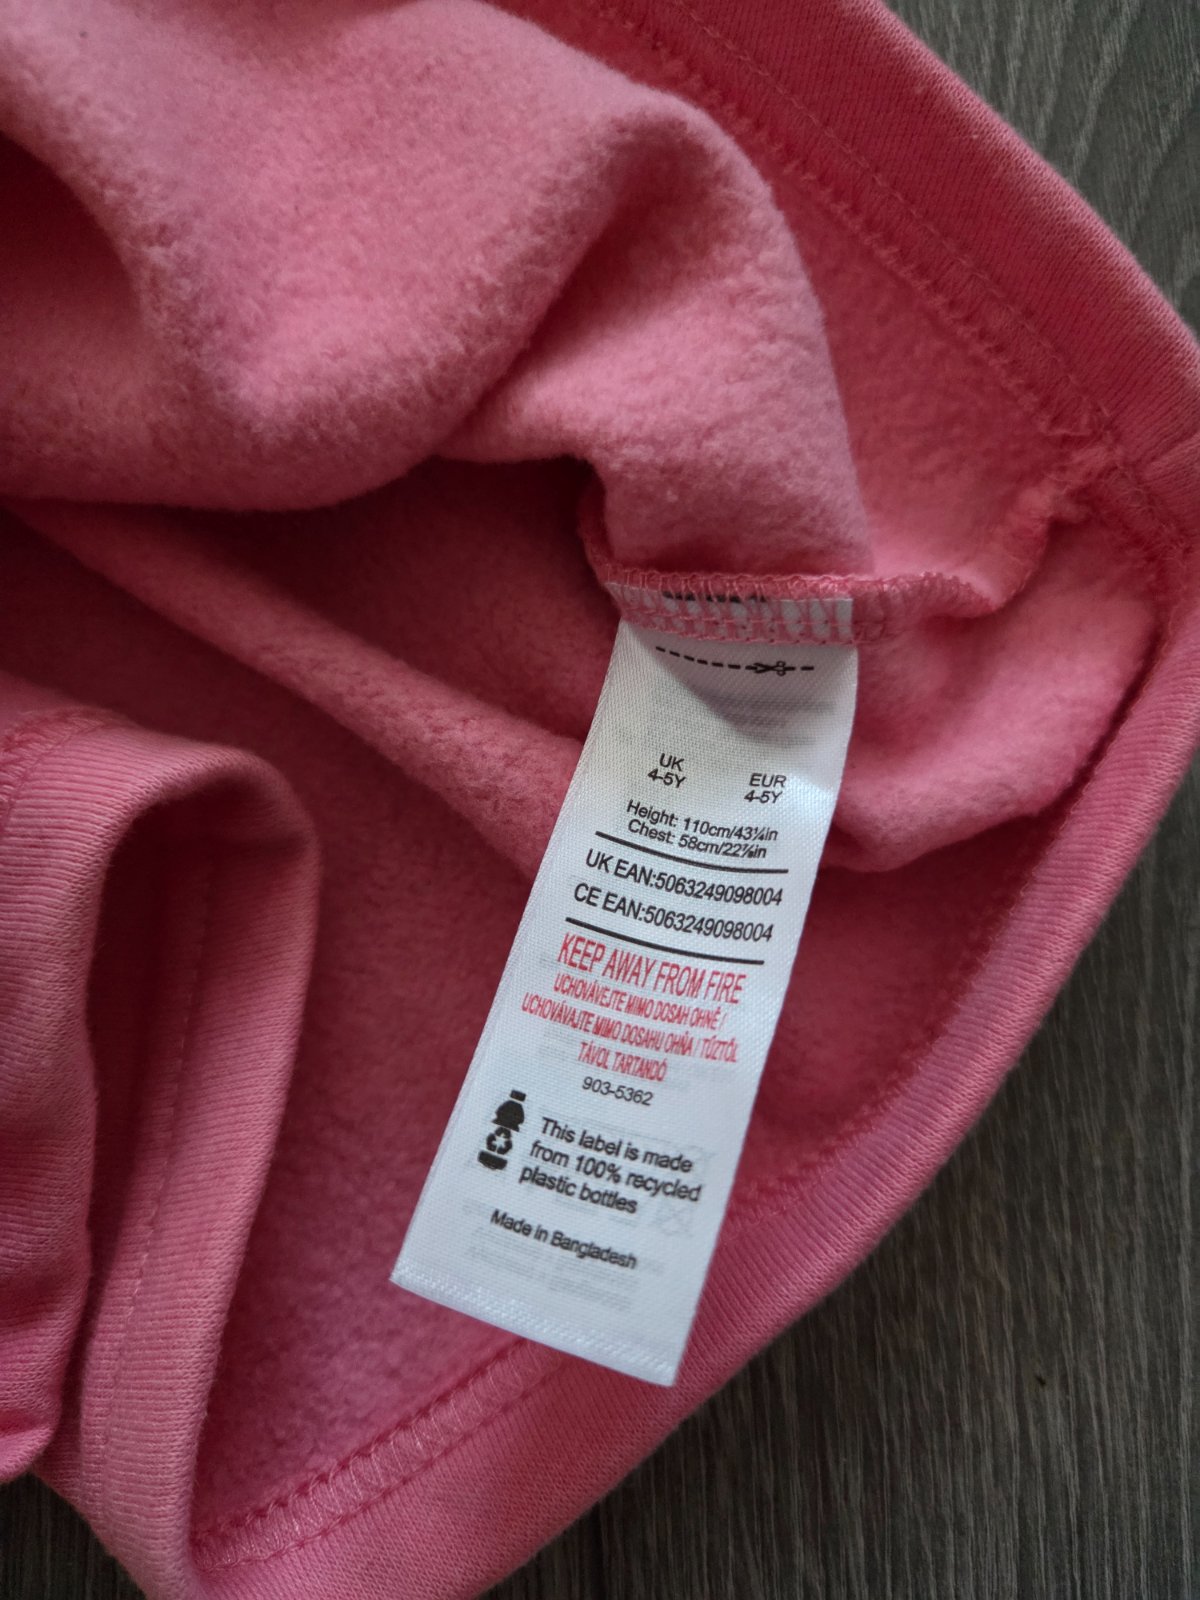 UK EUR
4-5Y 4-5Y
Height: 110cm/43¼in
Chest: 58cm/22⅞in
UK EAN:5063249098004
CE EAN:5063249098004
KEEP AWAY FROM FIRE
UCHOVÁVEJTE MIMO DOSAH OHNĚ /
UCHOVÁVAJTE MIMO DOSAHU OHŇA / TŰZTŐL
TÁVOL TARTANDÓ
903-5362
This label is made
from 100% recycled
plastic bottles
Made in Bangladesh